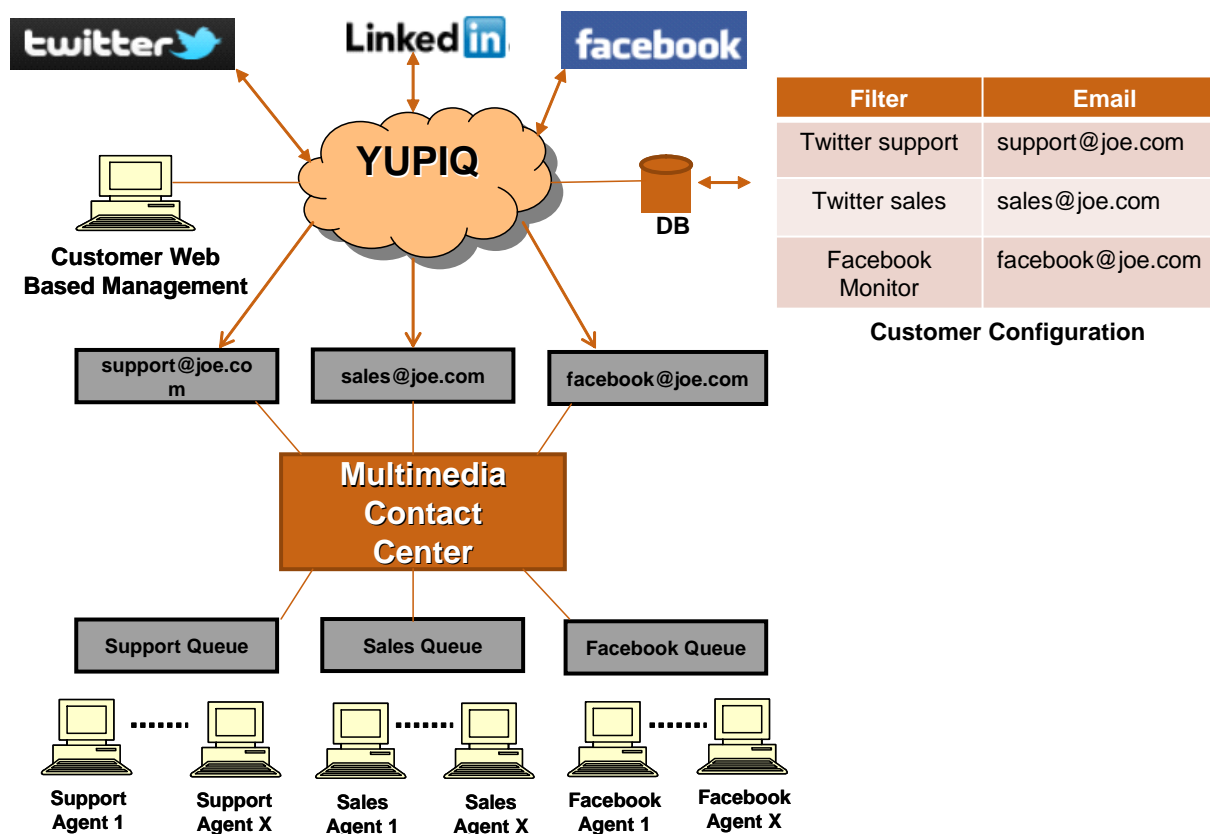 twitter
Linked in
facebook
Filter
Email
Twitter support
support@joe.com
Twitter sales
sales@joe.com
Facebook
Monitor
facebook@joe.com
Customer Configuration
YUPIQ
DB
Customer Web
Based Management
support@joe.co
m
sales@joe.com
facebook@joe.com
Multimedia
Contact
Center
Support Queue
Sales Queue
Facebook Queue
Support
Agent 1
Support
Agent X
Sales
Agent 1
Sales
Agent X
Facebook
Agent 1
Facebook
Agent X